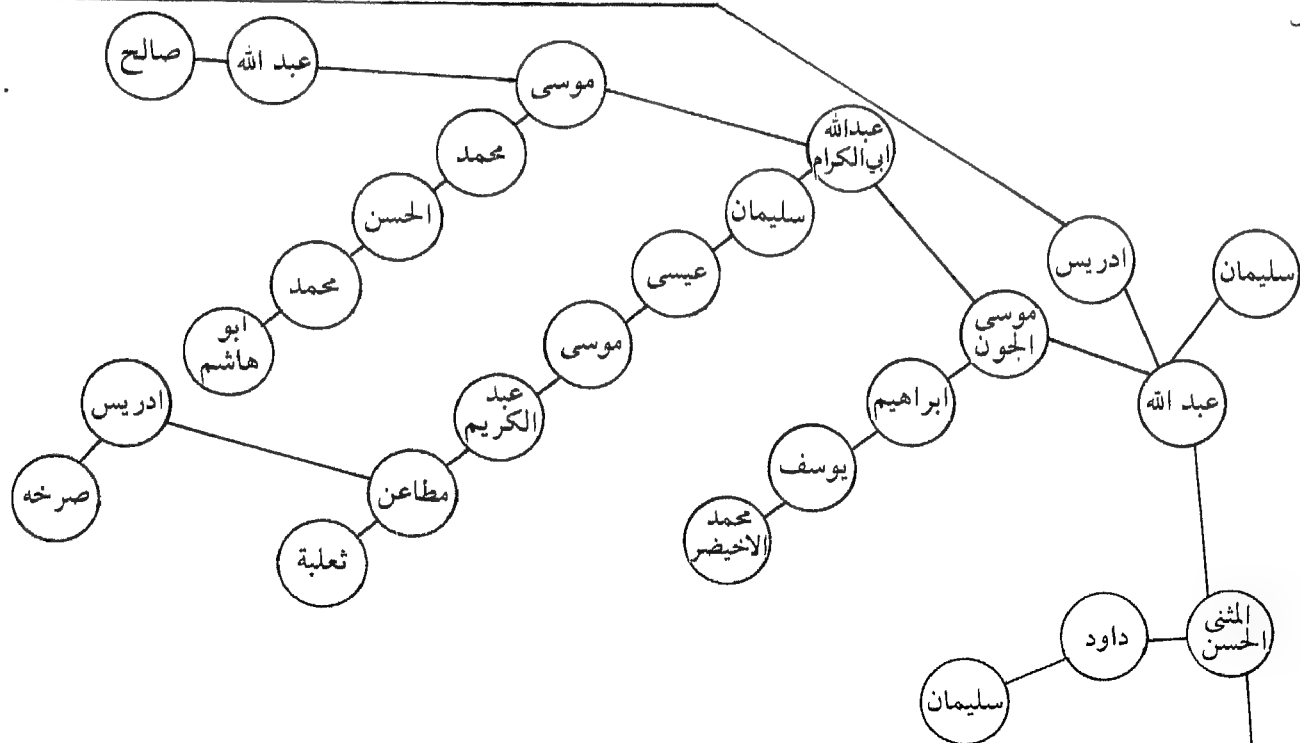 صالح
عبد الله
موسى
محمد
الحسن
محمد
ابو
هاشم
عبدالله
ابي الكرام
سليمان
عيسى
موسى
عبد
الكريم
مطاعن
ثعلبة
ادريس
صرخه
ادريس
سليمان
موسى
الجون
ابراهيم
يوسف
محمد
الاخيضر
عبد الله
المثنى
الحسن
داود
سليمان